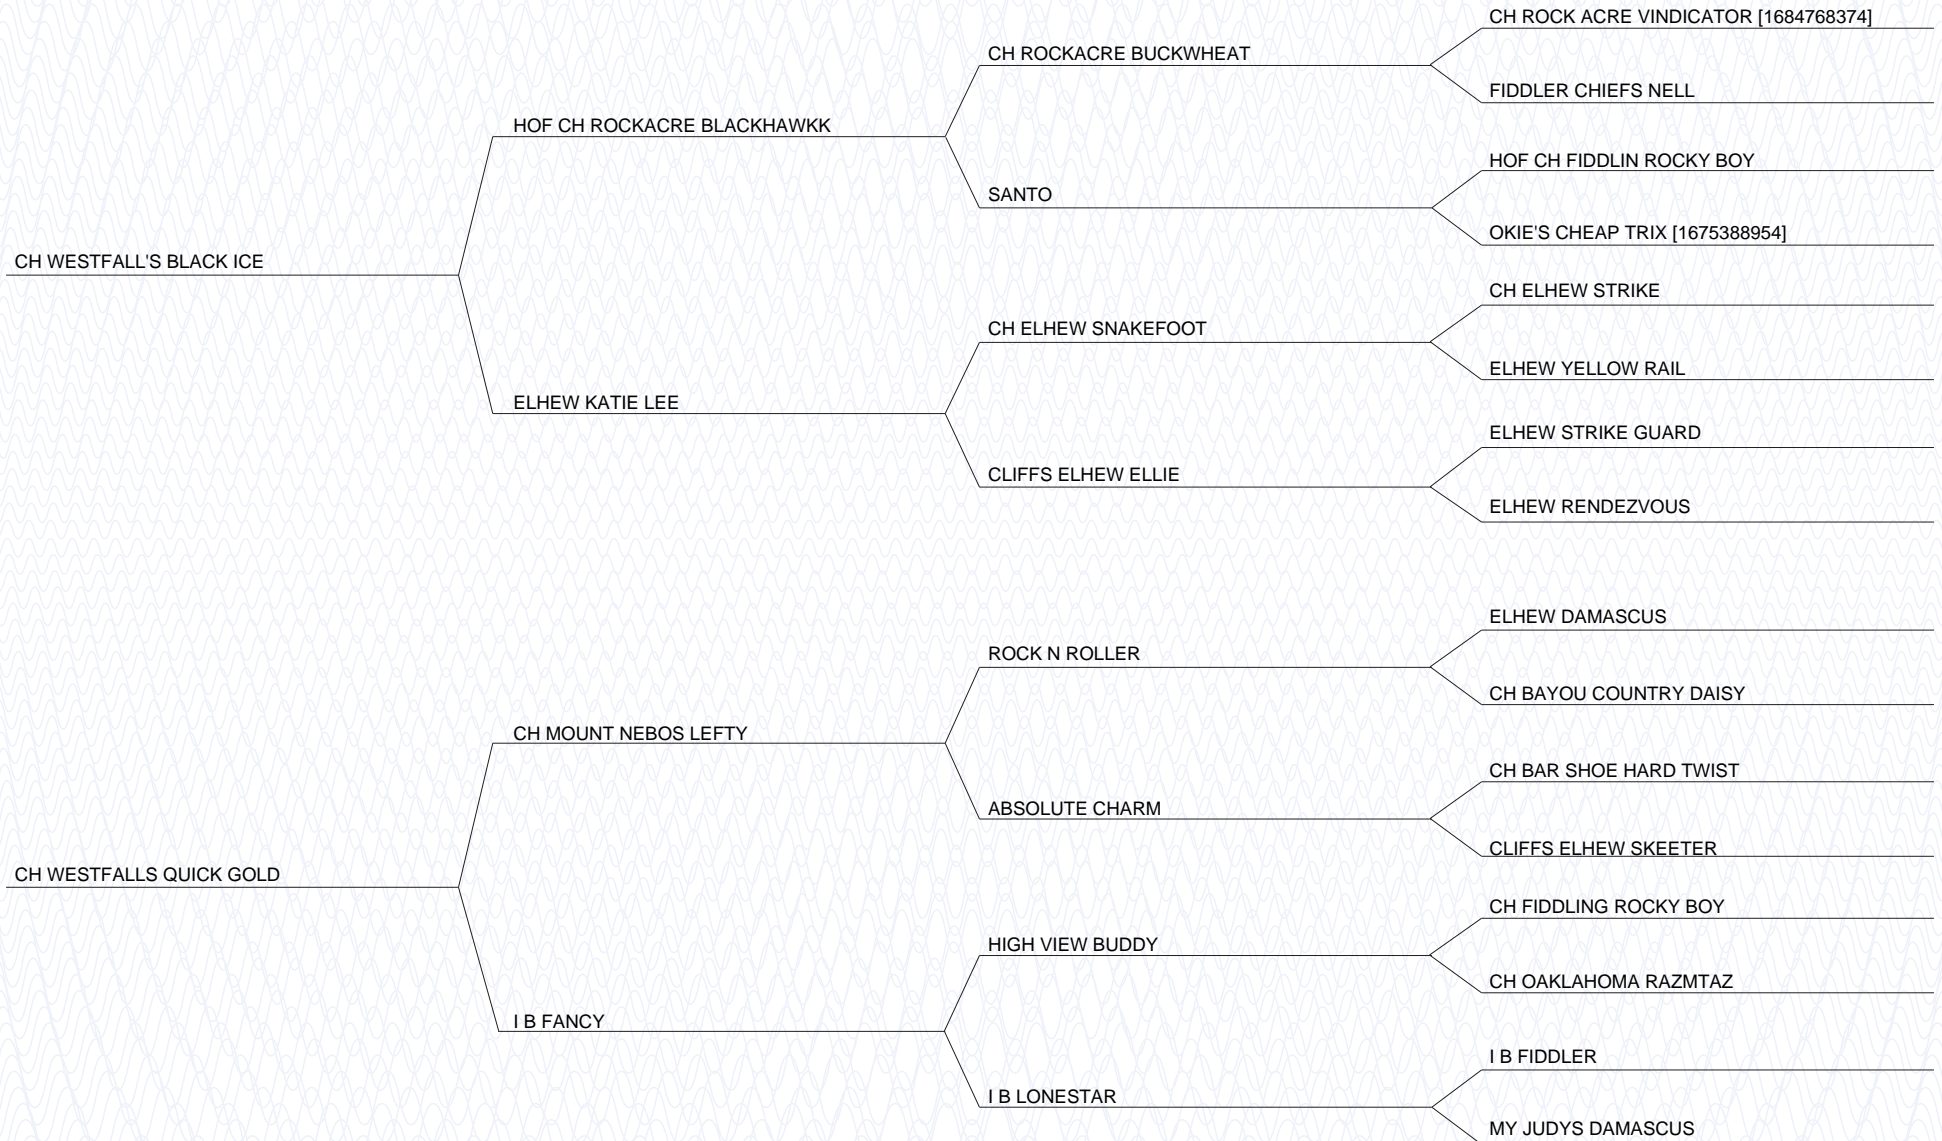 CH ROCK ACRE VINDICATOR [1684768374]
CH ROCKACRE BUCKWHEAT
FIDDLER CHIEFS NELL
HOF CH ROCKACRE BLACKHAWKK
HOF CH FIDDLIN ROCKY BOY
SANTO
OKIE'S CHEAP TRIX [1675388954]
CH WESTFALL'S BLACK ICE
CH ELHEW STRIKE
CH ELHEW SNAKEFOOT
ELHEW YELLOW RAIL
ELHEW KATIE LEE
ELHEW STRIKE GUARD
CLIFFS ELHEW ELLIE
ELHEW RENDEZVOUS
ELHEW DAMASCUS
ROCK N ROLLER
CH BAYOU COUNTRY DAISY
CH MOUNT NEBOS LEFTY
CH BAR SHOE HARD TWIST
ABSOLUTE CHARM
CLIFFS ELHEW SKEETER
CH WESTFALLS QUICK GOLD
CH FIDDLING ROCKY BOY
HIGH VIEW BUDDY
CH OAKLAHOMA RAZMTAZ
I B FANCY
I B FIDDLER
I B LONESTAR
MY JUDYS DAMASCUS